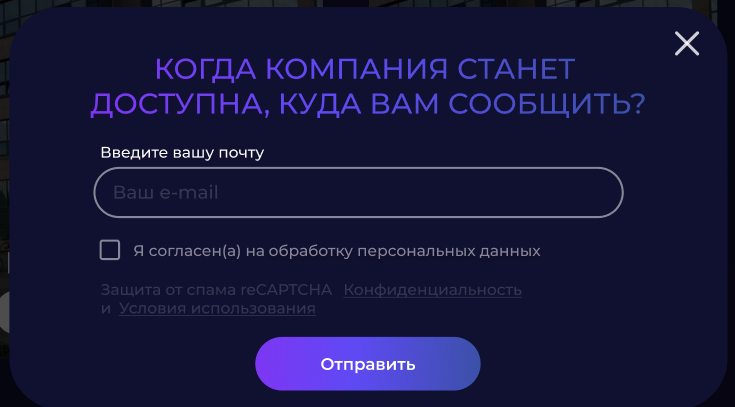 КОГДА КОМПАНИЯ СТАНЕТ
ДОСТУПНА, КУДА ВАМ СООБЩИТЬ?
Введите вашу почту
Ваш e-mail
Я согласен(а) на обработку персональных данных
Защита от спама reCAPTCHA Конфиденциальность
и Условия использования
Отправить